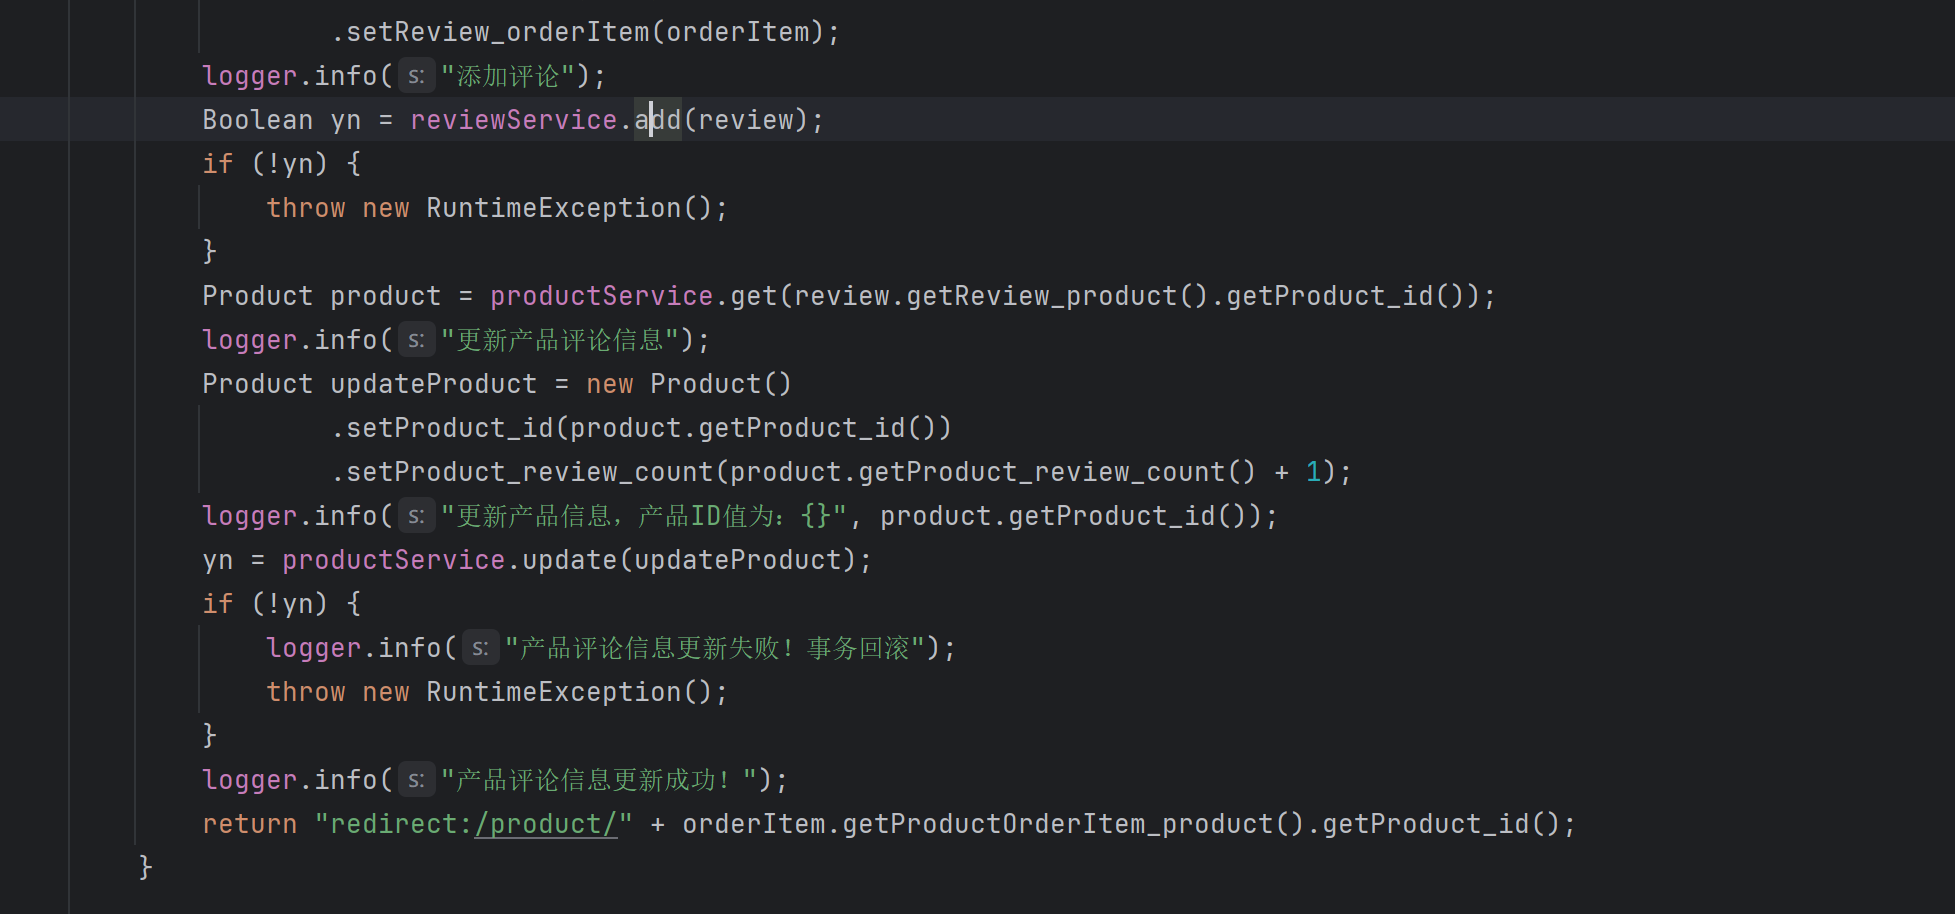 .setReview_orderItem(orderItem);
logger.info( s: "添加评论");
Boolean yn = reviewService.add(review);
if (!yn) {
throw new RuntimeException();
}
Product product = productService.get(review.getReview_product().getProduct_id());
logger.info( s: "更新产品评论信息");
Product updateProduct = new Product()
.setProduct_id(product.getProduct_id())
.setProduct_review_count(product.getProduct_review_count() + 1);
logger.info( s: "更新产品信息，产品ID值为：{}", product.getProduct_id());
yn = productService.update(updateProduct);
if (!yn) {
logger.info( s: "产品评论信息更新失败！事务回滚");
throw new RuntimeException();
}
logger.info( s: "产品评论信息更新成功！");
return "redirect:/product/" + orderItem.getProductOrderItem_product().getProduct_id();
}